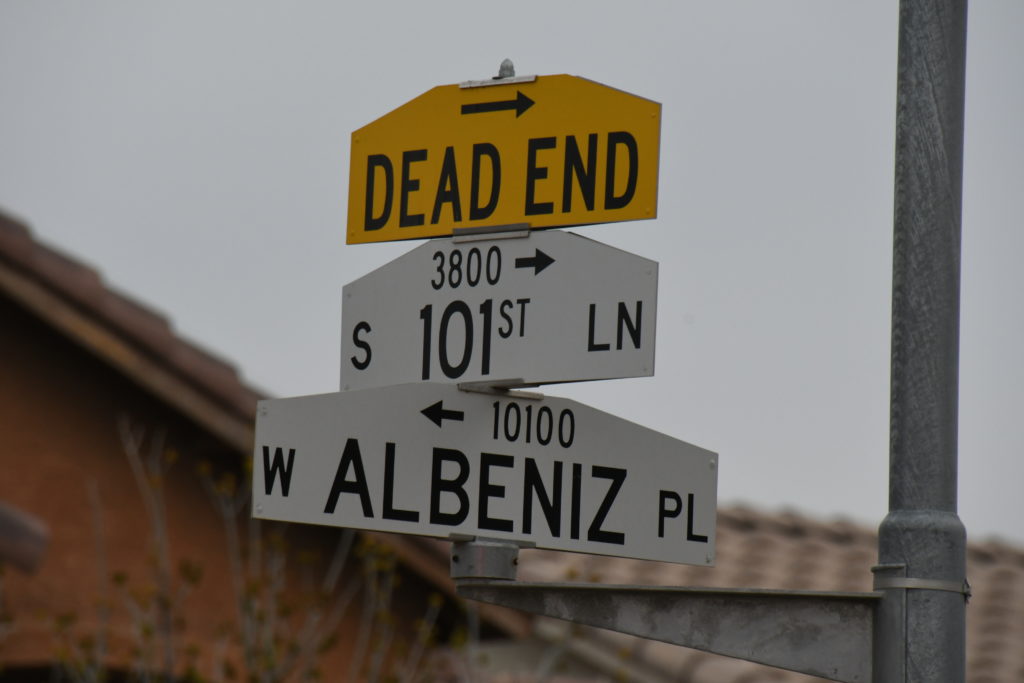 →
DEAD END
3800 →
S 101ST LN
← 10100
W ALBENIZ PL